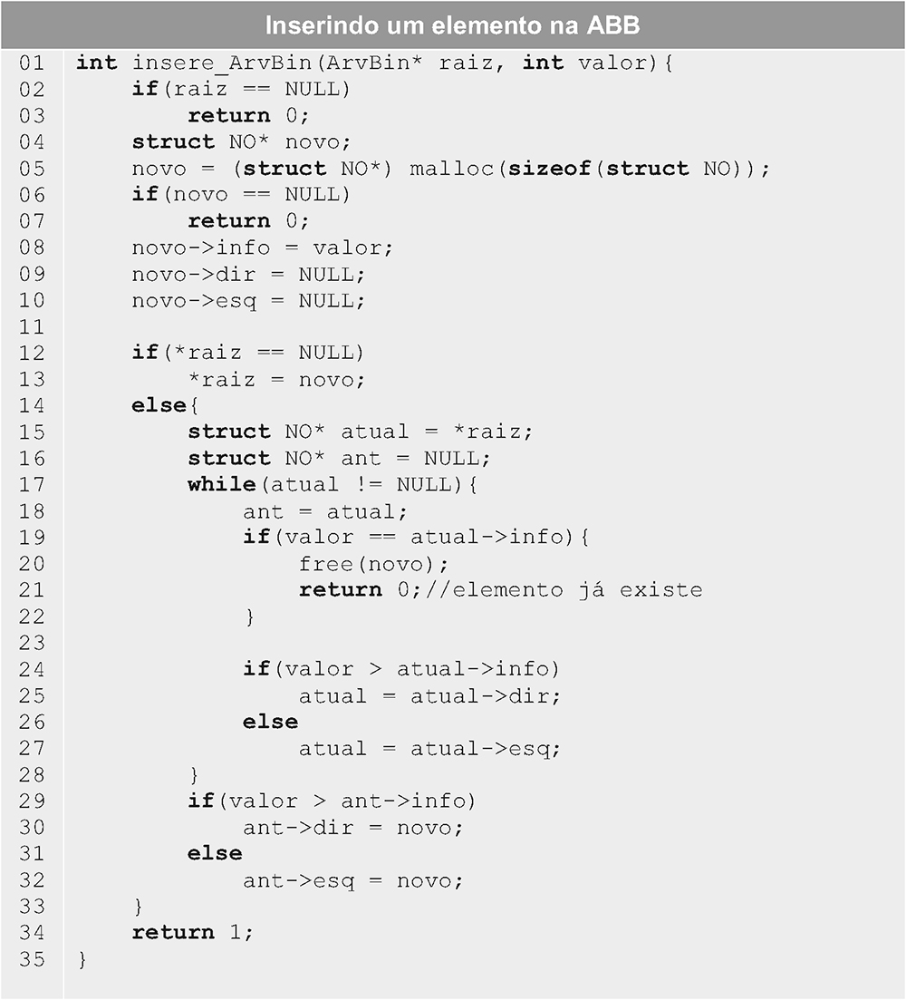 Inserindo um elemento na ABB
01 int insere_ArvBin(ArvBin* raiz, int valor){
02     if(raiz == NULL)
03         return 0;
04     struct NO* novo;
05     novo = (struct NO*) malloc(sizeof(struct NO));
06     if(novo == NULL)
07         return 0;
08     novo->info = valor;
09     novo->dir = NULL;
10     novo->esq = NULL;
11
12     if(*raiz == NULL)
13         *raiz = novo;
14     else{
15         struct NO* atual = *raiz;
16         struct NO* ant = NULL;
17         while(atual != NULL){
18             ant = atual;
19             if(valor == atual->info){
20                 free(novo);
21                 return 0;//elemento já existe
22             }
23
24             if(valor > atual->info)
25                 atual = atual->dir;
26             else
27                 atual = atual->esq;
28         }
29         if(valor > ant->info)
30             ant->dir = novo;
31         else
32             ant->esq = novo;
33     }
34     return 1;
35 }